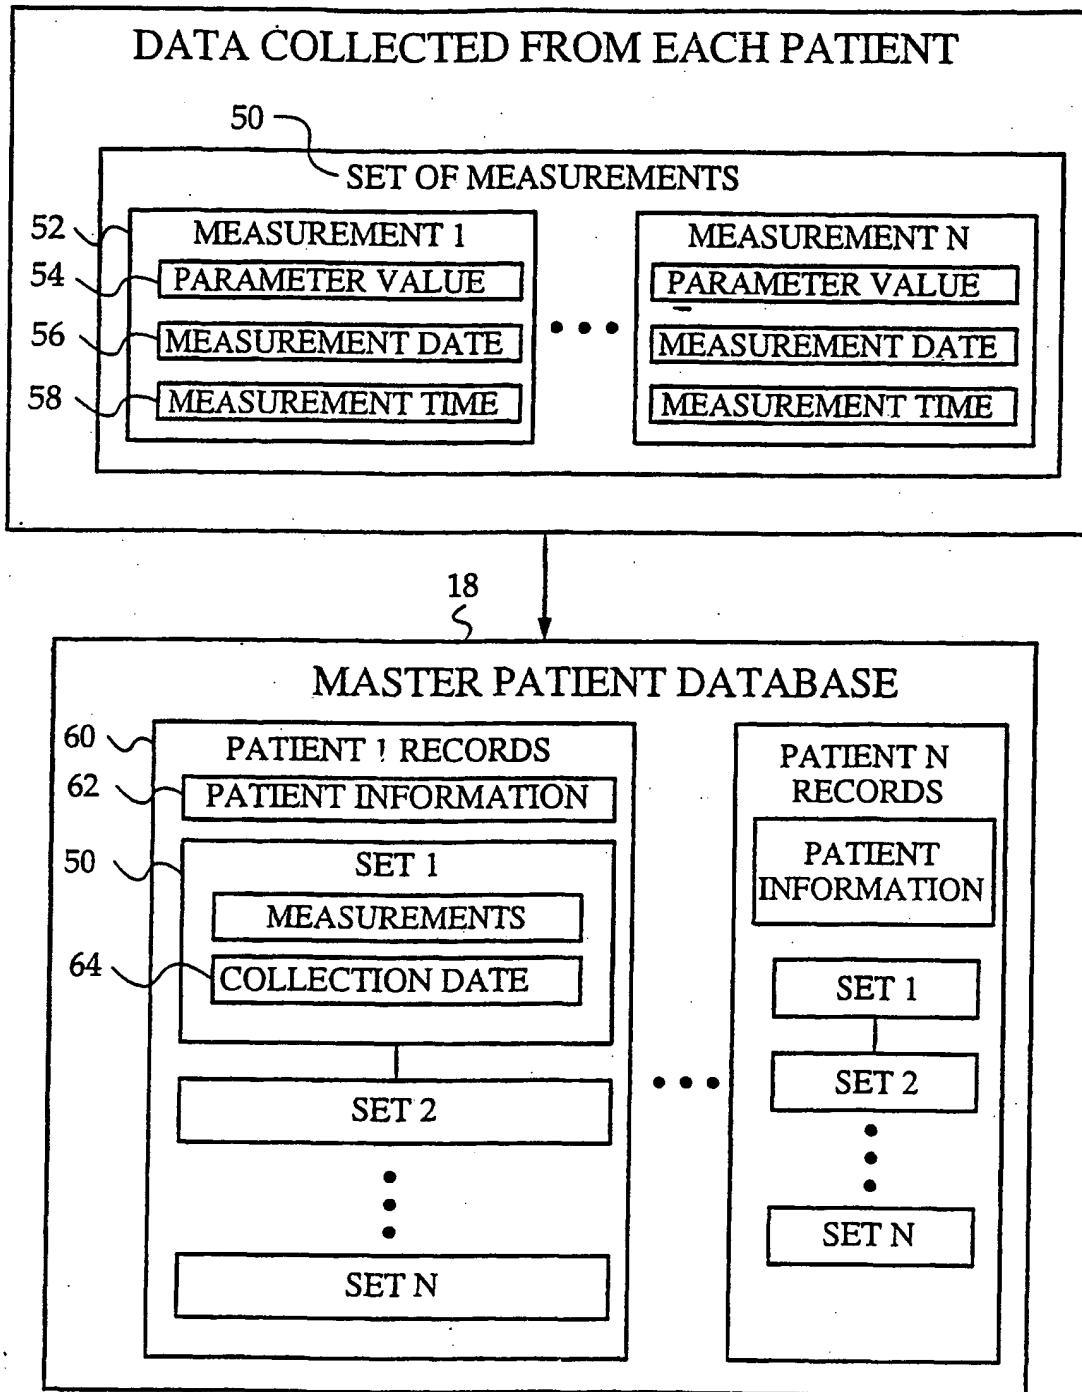 DATA COLLECTED FROM EACH PATIENT
50
SET OF MEASUREMENTS
52
MEASUREMENT 1
54
PARAMETER VALUE
56
MEASUREMENT DATE
58
MEASUREMENT TIME
MEASUREMENT N
PARAMETER VALUE
MEASUREMENT DATE
MEASUREMENT TIME
18
MASTER PATIENT DATABASE
60
PATIENT 1 RECORDS
62
PATIENT INFORMATION
50
SET 1
MEASUREMENTS
64
COLLECTION DATE
SET 2
SET N
PATIENT N
RECORDS
PATIENT
INFORMATION
SET 1
SET 2
SET N